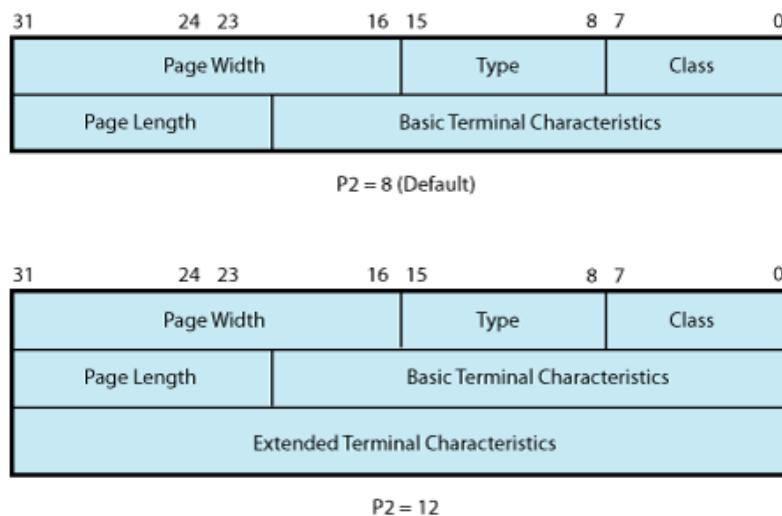 31 24 23 16 15 8 7 0
Page Width Type Class
Page Length Basic Terminal Characteristics
P2 = 8 (Default)
31 24 23 16 15 8 7 0
Page Width Type Class
Page Length Basic Terminal Characteristics
Extended Terminal Characteristics
P2 = 12